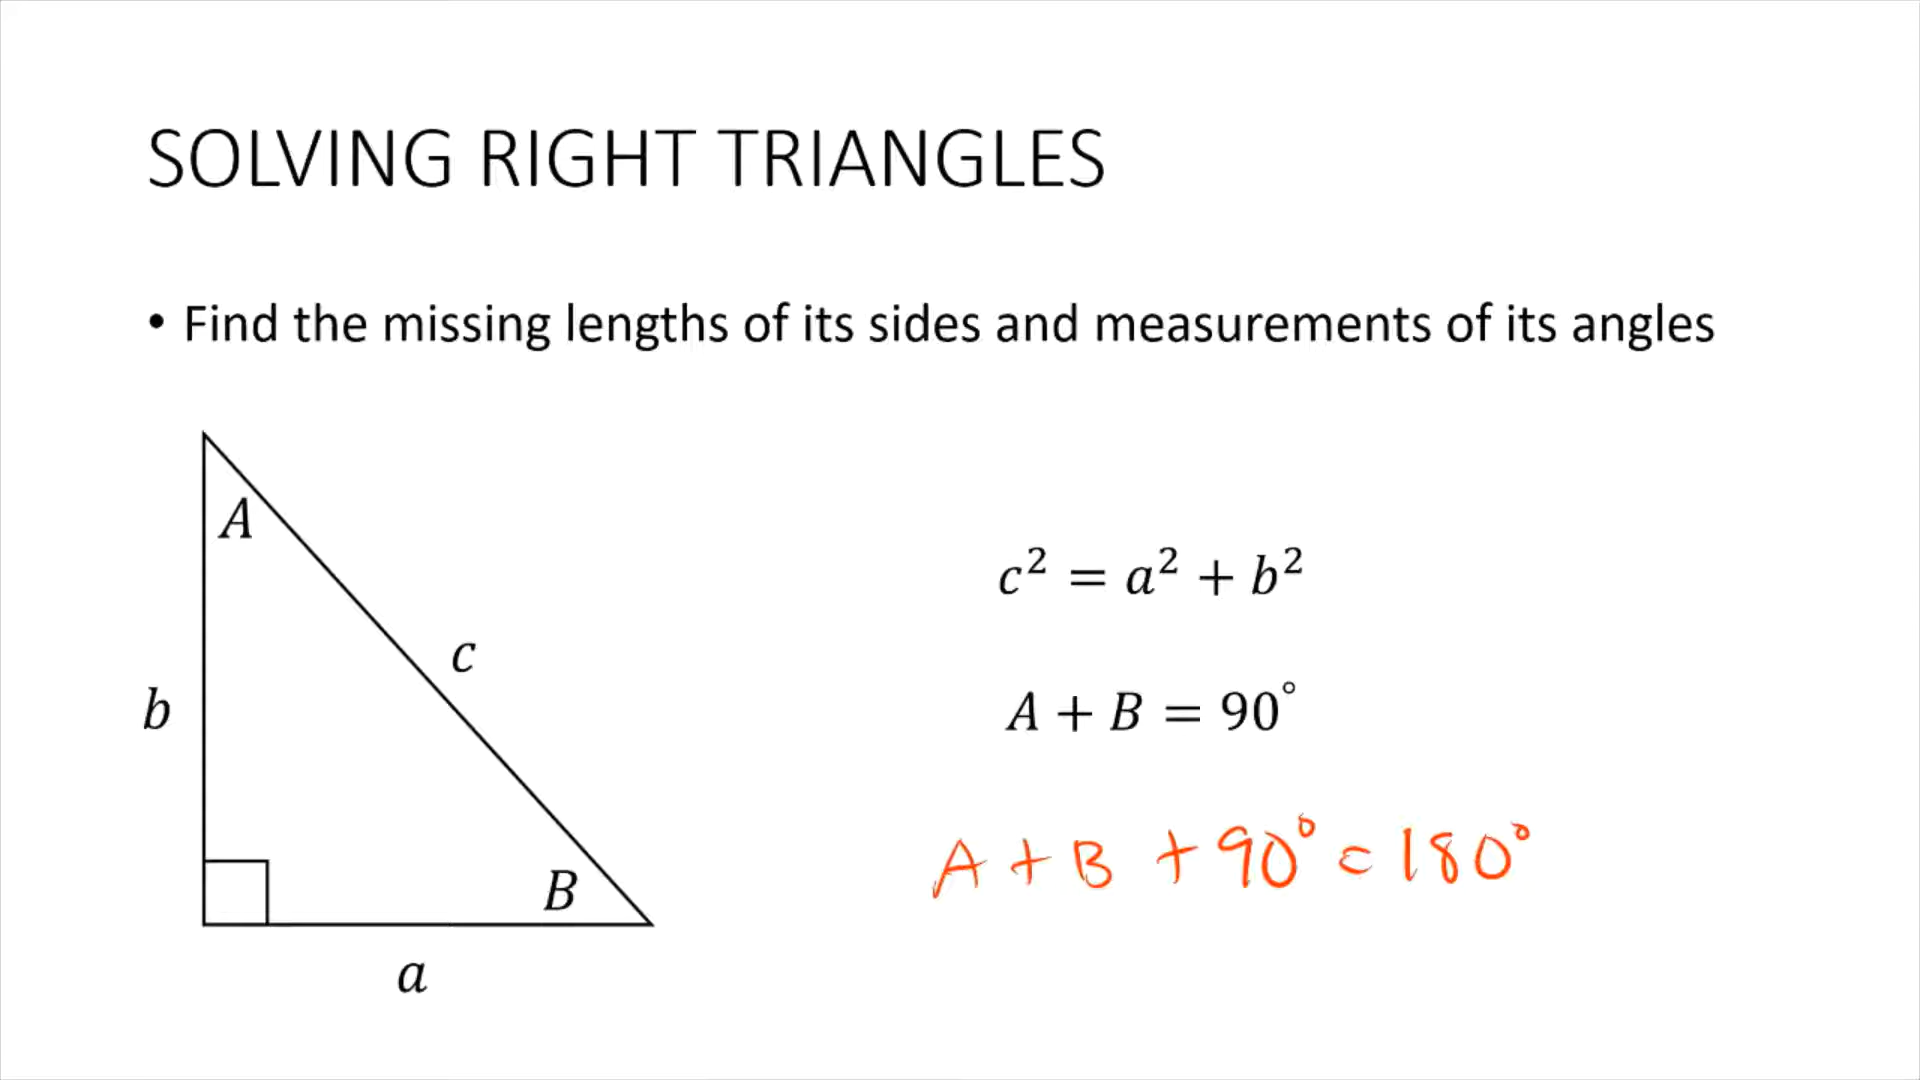 SOLVING RIGHT TRIANGLES
• Find the missing lengths of its sides and measurements of its angles
A
c
b
B
a
c² = a² + b²
A + B = 90°
A + B + 90° = 180°